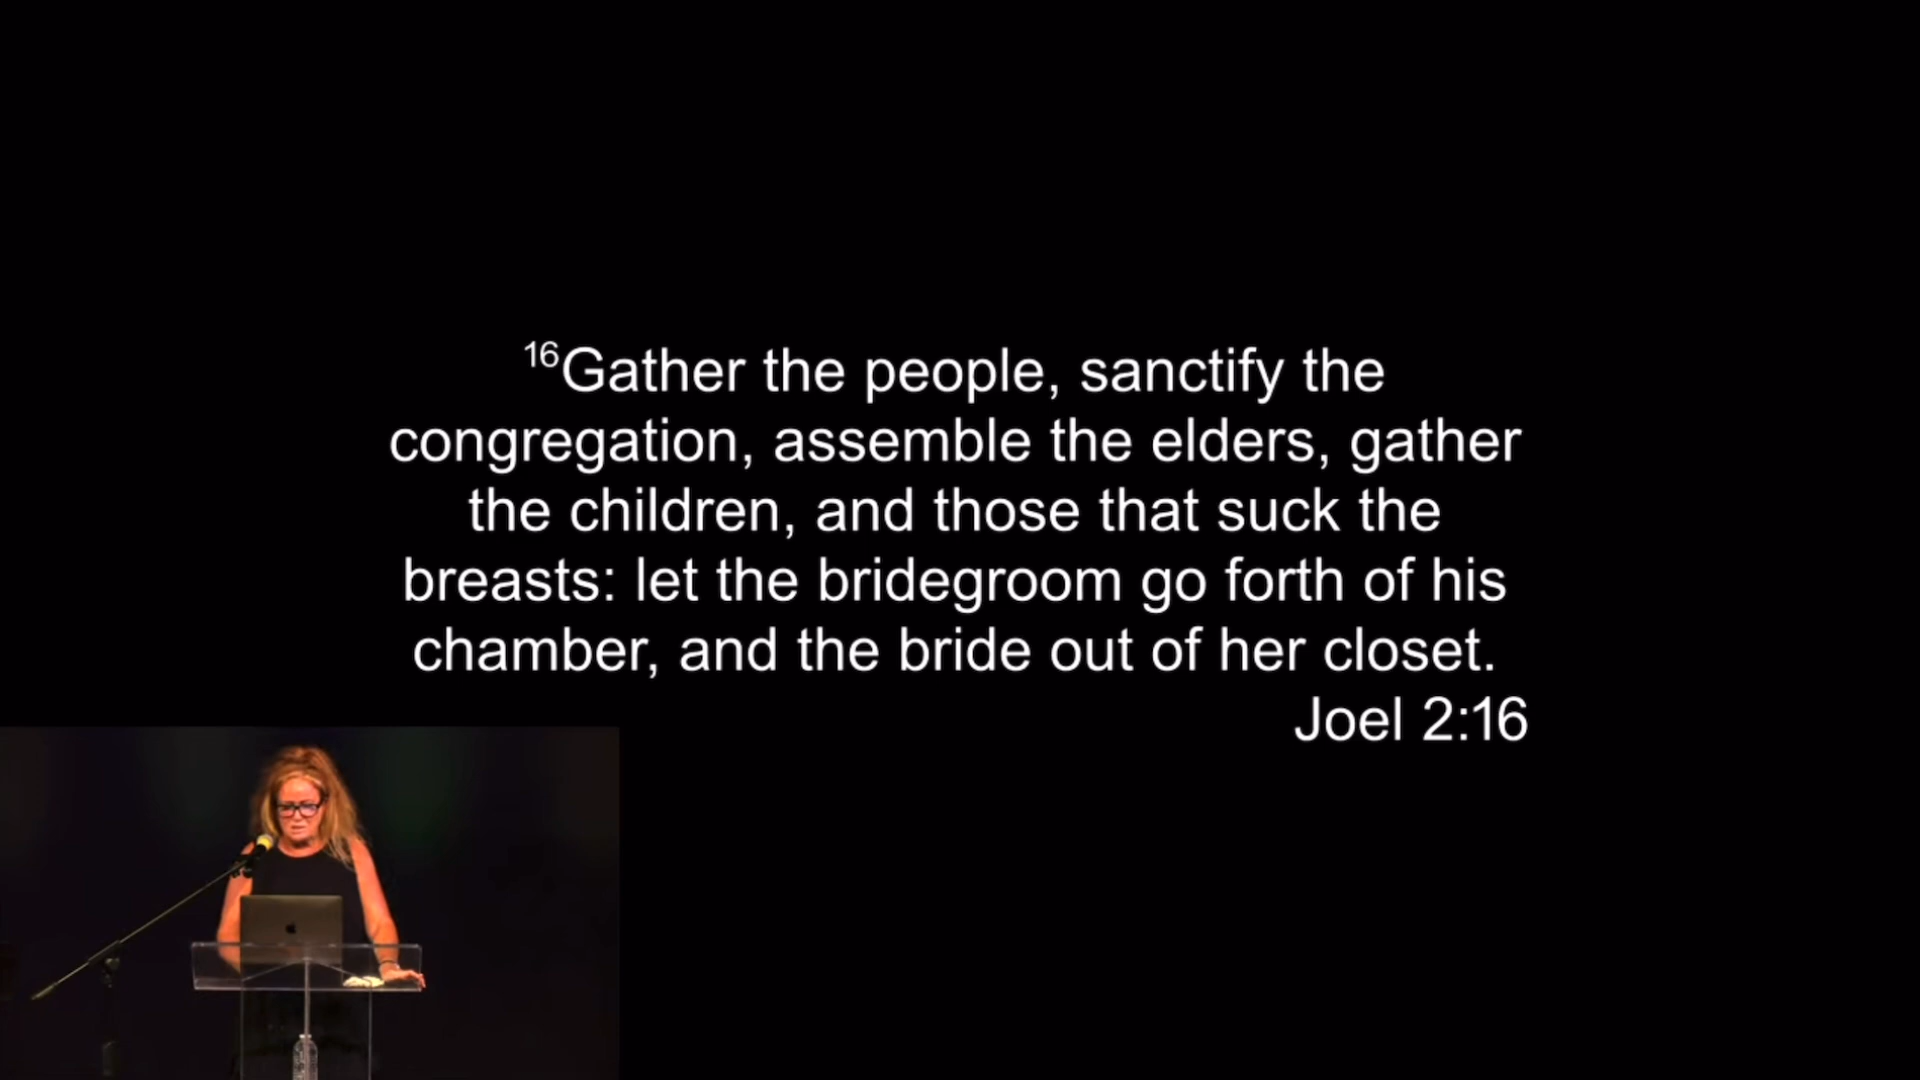 16Gather the people, sanctify the
congregation, assemble the elders, gather
the children, and those that suck the
breasts: let the bridegroom go forth of his
chamber, and the bride out of her closet.
Joel 2:16